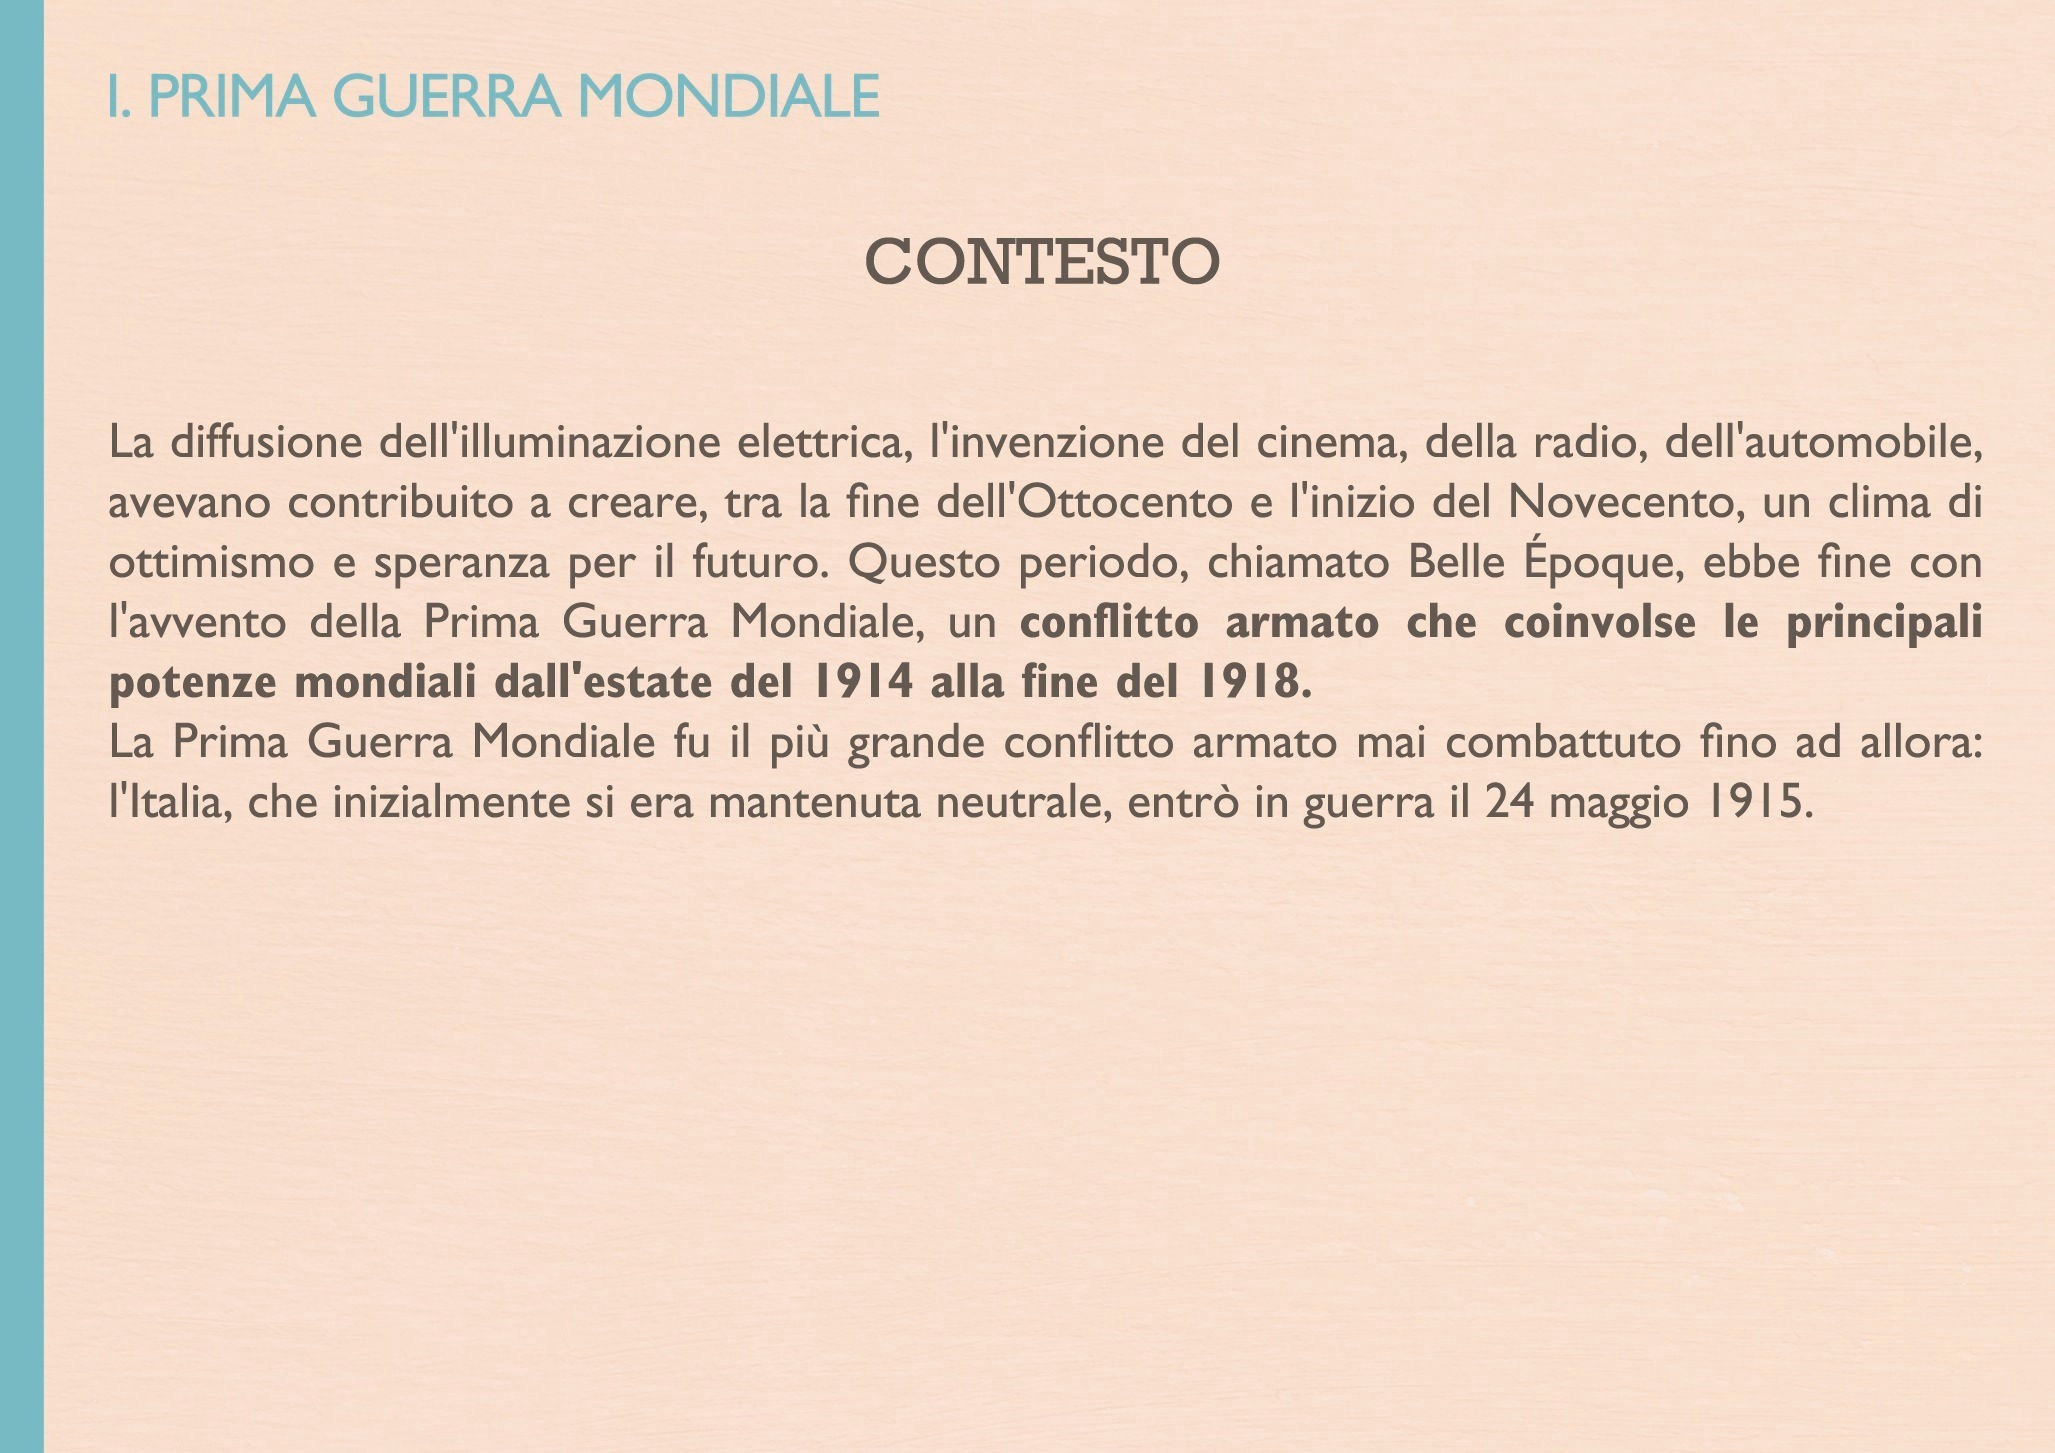 I. PRIMA GUERRA MONDIALE
CONTESTO
La diffusione dell'illuminazione elettrica, l'invenzione del cinema, della radio, dell'automobile,
avevano contribuito a creare, tra la fine dell'Ottocento e l'inizio del Novecento, un clima di
ottimismo e speranza per il futuro. Questo periodo, chiamato Belle Époque, ebbe fine con
l'avvento della Prima Guerra Mondiale, un conflitto armato che coinvolse le principali
potenze mondiali dall'estate del 1914 alla fine del 1918.
La Prima Guerra Mondiale fu il più grande conflitto armato mai combattuto fino ad allora:
l'Italia, che inizialmente si era mantenuta neutrale, entrò in guerra il 24 maggio 1915.